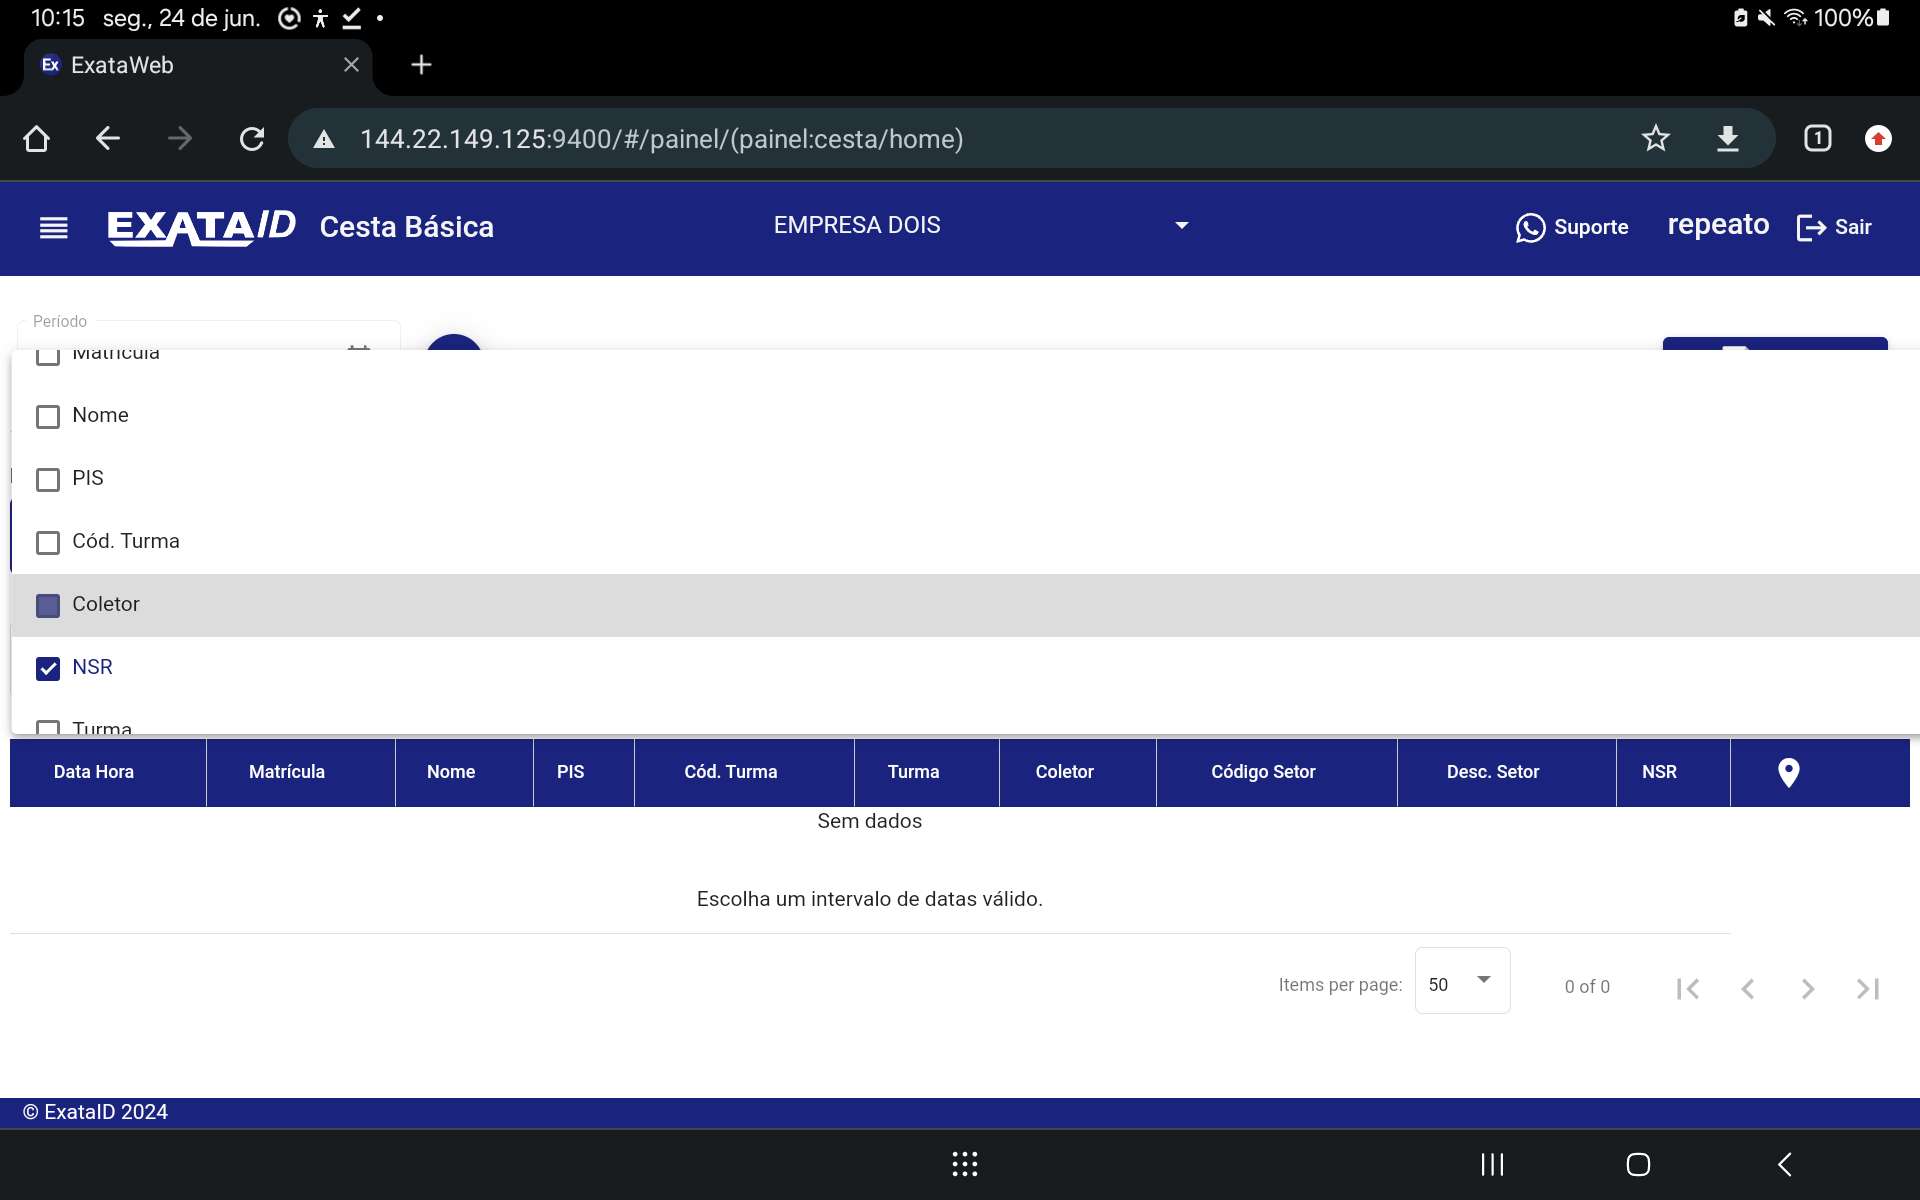 10:15 seg., 24 de jun. 100%
Ex ExataWeb
144.22.149.125:9400/#/painel/(painel:cesta/home) 1
EXATAID Cesta Básica EMPRESA DOIS Suporte repeato Sair
Período
Matrícula
Nome
PIS
Cód. Turma
Coletor
NSR
Turma
Data Hora Matrícula Nome PIS Cód. Turma Turma Coletor Código Setor Desc. Setor NSR
Sem dados
Escolha um intervalo de datas válido.
Items per page: 50 0 of 0
© ExataID 2024